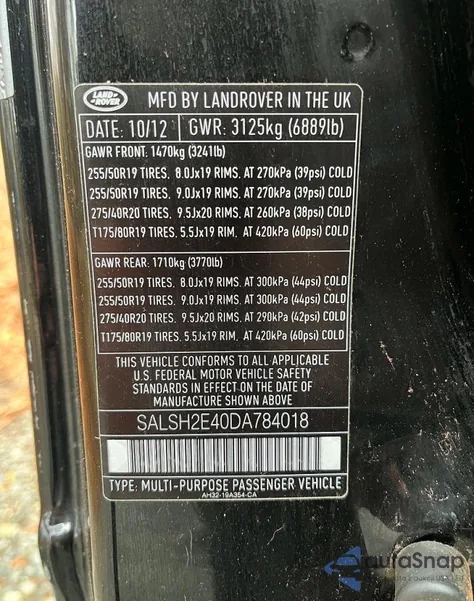 LAND ROVER
MFD BY LANDROVER IN THE UK
DATE: 10/12 GWR: 3125kg (6889lb)
GAWR FRONT: 1470kg (3241lb)
255/50R19 TIRES, 8.0Jx19 RIMS, AT 270kPa (39psi) COLD
255/50R19 TIRES, 9.0Jx19 RIMS, AT 270kPa (39psi) COLD
275/40R20 TIRES, 9.5Jx20 RIMS, AT 260kPa (38psi) COLD
T175/80R19 TIRES, 5.5Jx19 RIM, AT 420kPa (60psi) COLD
GAWR REAR: 1710kg (3770lb)
255/50R19 TIRES, 8.0Jx19 RIMS, AT 300kPa (44psi) COLD
255/50R19 TIRES, 9.0Jx19 RIMS, AT 300kPa (44psi) COLD
275/40R20 TIRES, 9.5Jx20 RIMS, AT 290kPa (42psi) COLD
T175/80R19 TIRES, 5.5Jx19 RIM, AT 420kPa (60psi) COLD
THIS VEHICLE CONFORMS TO ALL APPLICABLE
U.S. FEDERAL MOTOR VEHICLE SAFETY
STANDARDS IN EFFECT ON THE DATE OF
MANUFACTURE SHOWN ABOVE
SALSH2E40DA784018
TYPE: MULTI-PURPOSE PASSENGER VEHICLE
AH32-19A354-CA
auraSnap